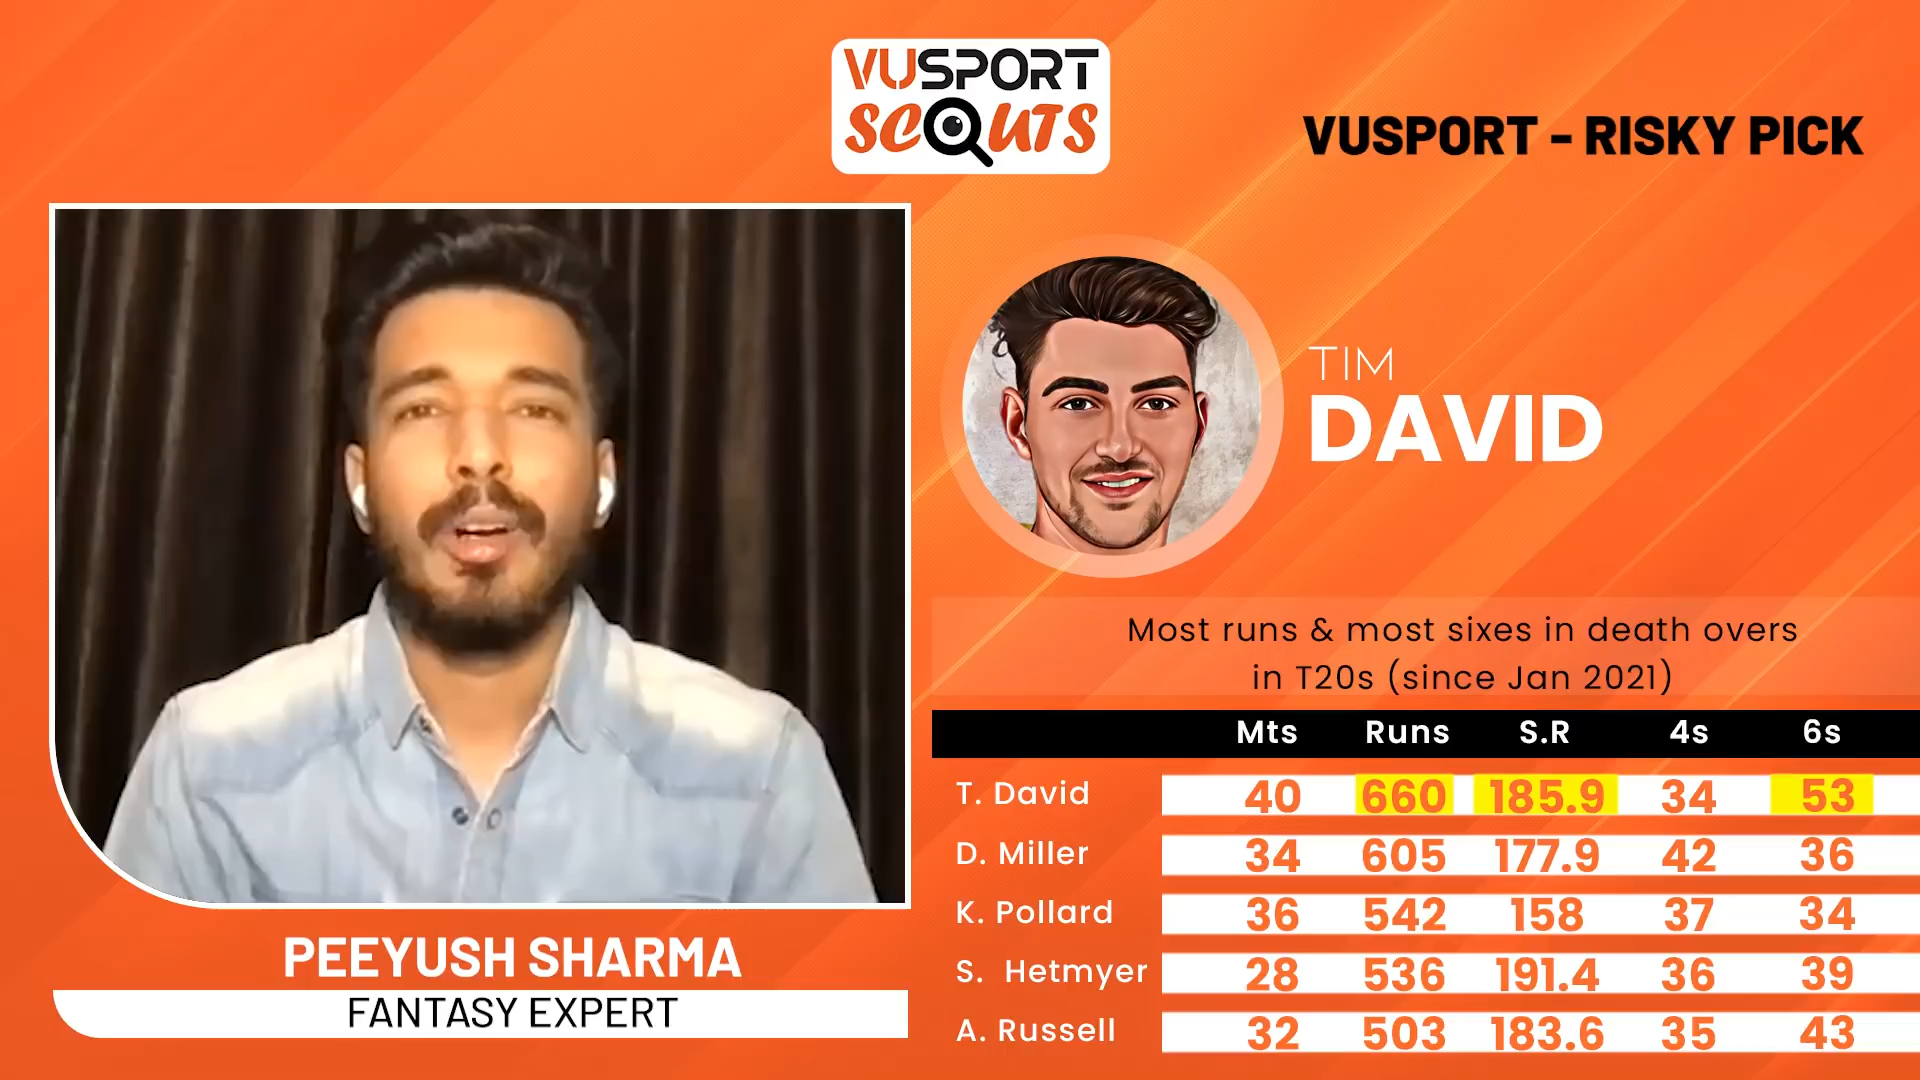 VUSPORT
SCOUTS
VUSPORT - RISKY PICK
TIM
DAVID
Most runs & most sixes in death overs
in T20s (since Jan 2021)
Mts Runs S.R 4s 6s
T. David 40 660 185.9 34 53
D. Miller 34 605 177.9 42 36
K. Pollard 36 542 158 37 34
S. Hetmyer 28 536 191.4 36 39
A. Russell 32 503 183.6 35 43
PEEYUSH SHARMA
FANTASY EXPERT